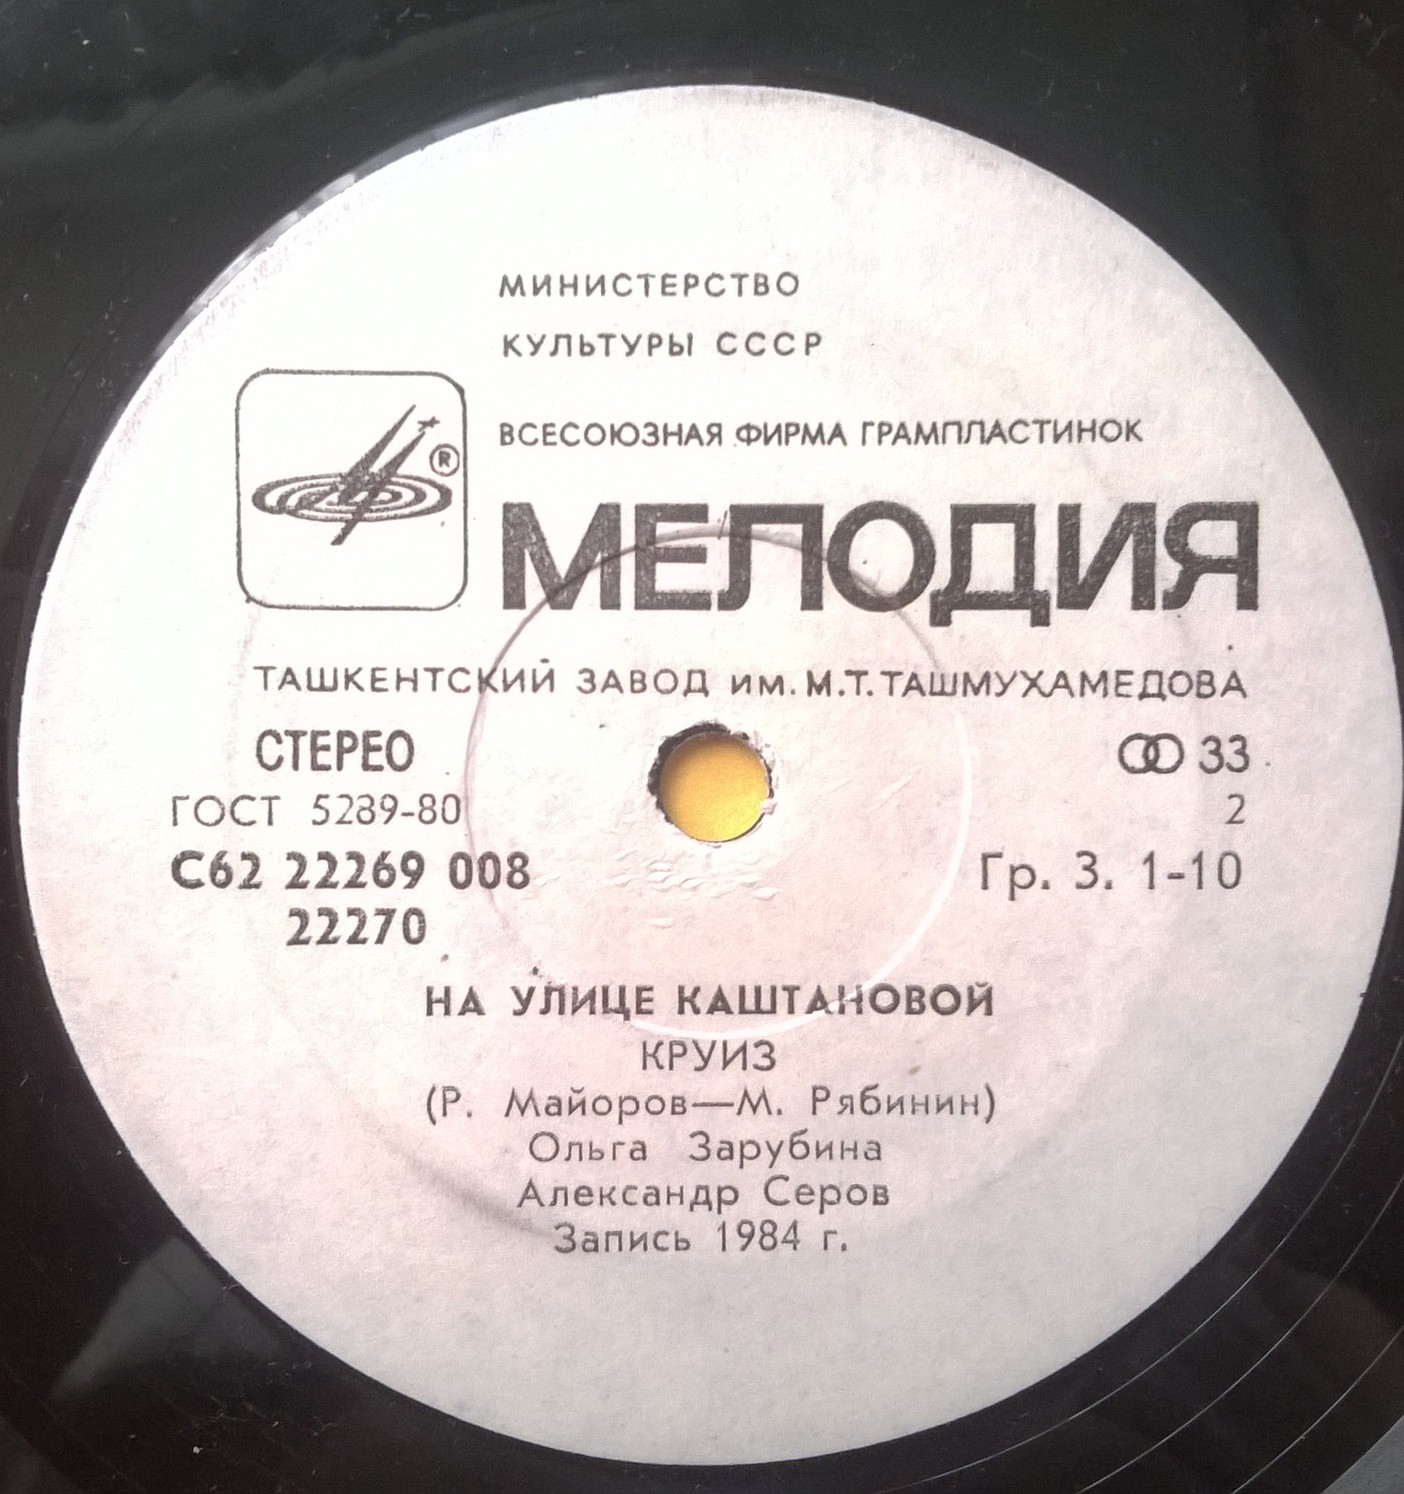 МИНИСТЕРСТВО
КУЛЬТУРЫ СССР
®
ВСЕСОЮЗНАЯ ФИРМА ГРАМПЛАСТИНОК
МЕЛОДИЯ
ТАШКЕНТСКИЙ ЗАВОД им. М.Т. ТАШМУХАМЕДОВА
СТЕРЕО
33
ГОСТ 5289-80
2
С62 22269 008
Гр. 3. 1-10
22270
НА УЛИЦЕ КАШТАНОВОЙ
КРУИЗ
(Р. Майоров—М. Рябинин)
Ольга Зарубина
Александр Серов
Запись 1984 г.